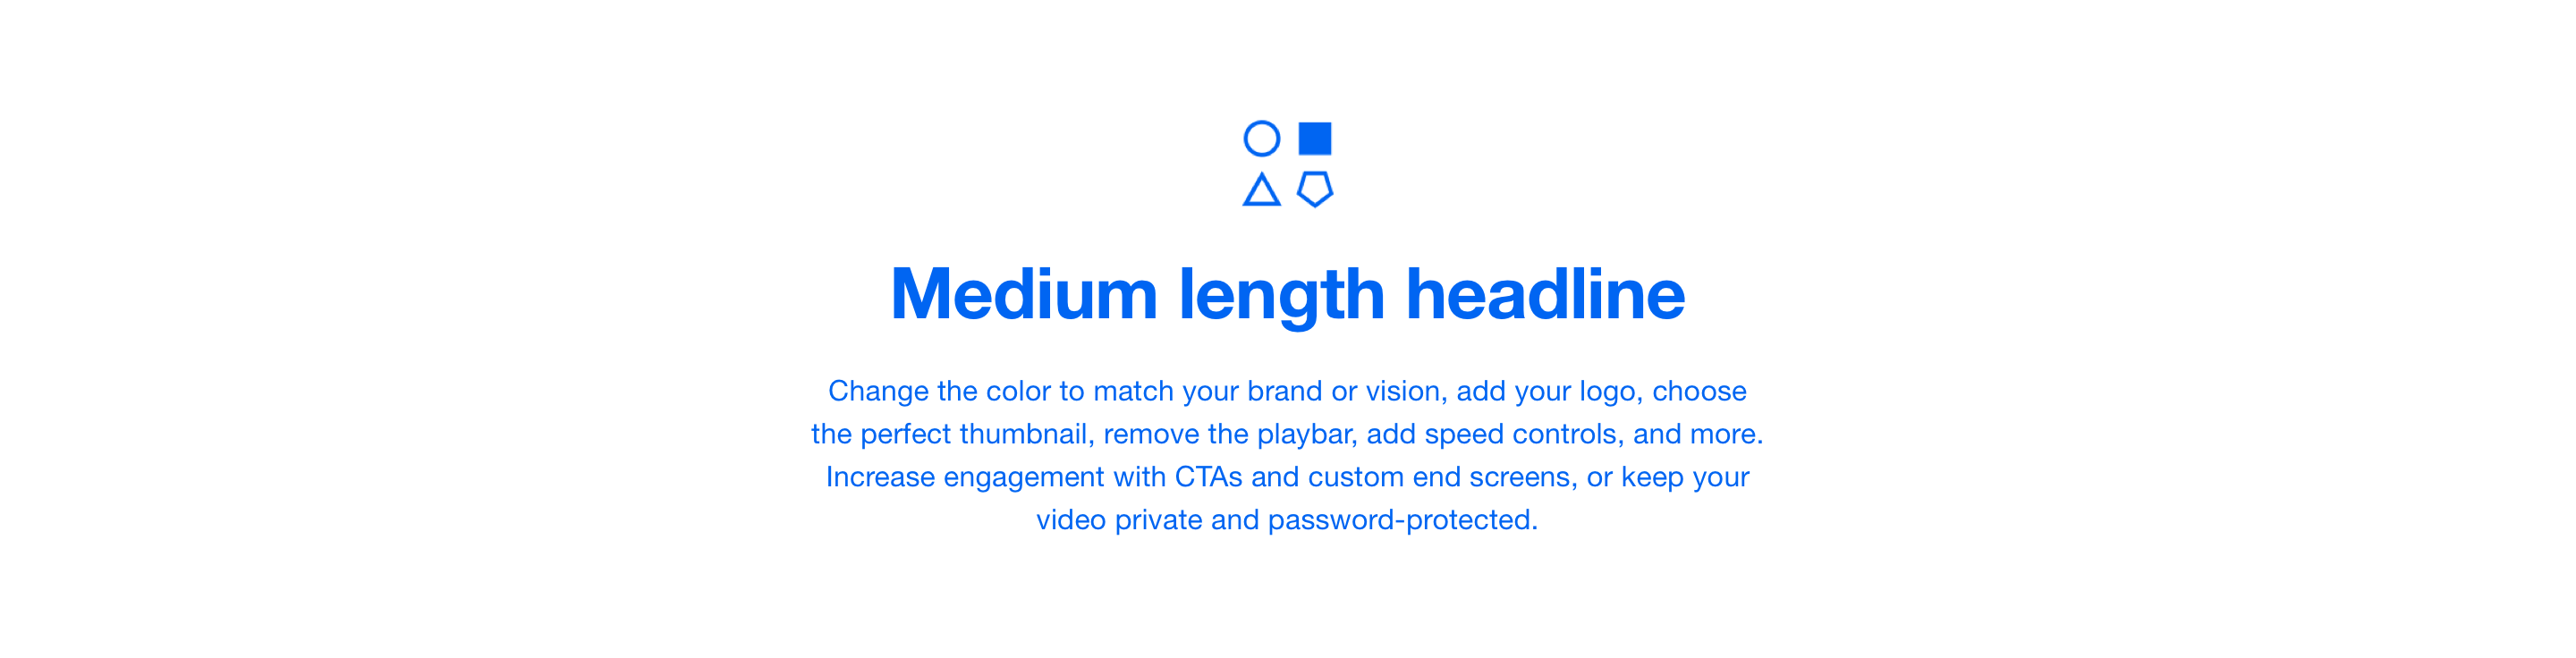 Medium length headline
Change the color to match your brand or vision, add your logo, choose
the perfect thumbnail, remove the playbar, add speed controls, and more.
Increase engagement with CTAs and custom end screens, or keep your
video private and password-protected.